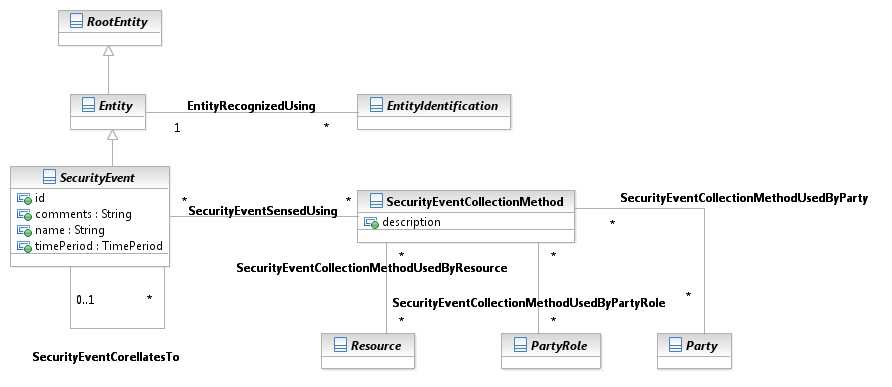 RootEntity
Entity
EntityRecognizedUsing
EntityIdentification
1
*
SecurityEvent
id
comments : String
name : String
timePeriod : TimePeriod
*
*
SecurityEventSensedUsing
SecurityEventCollectionMethod
description
SecurityEventCollectionMethodUsedByParty
*
*
*
SecurityEventCollectionMethodUsedByResource
0..1
*
*
SecurityEventCollectionMethodUsedByPartyRole
*
*
SecurityEventCorellatesTo
Resource
PartyRole
Party